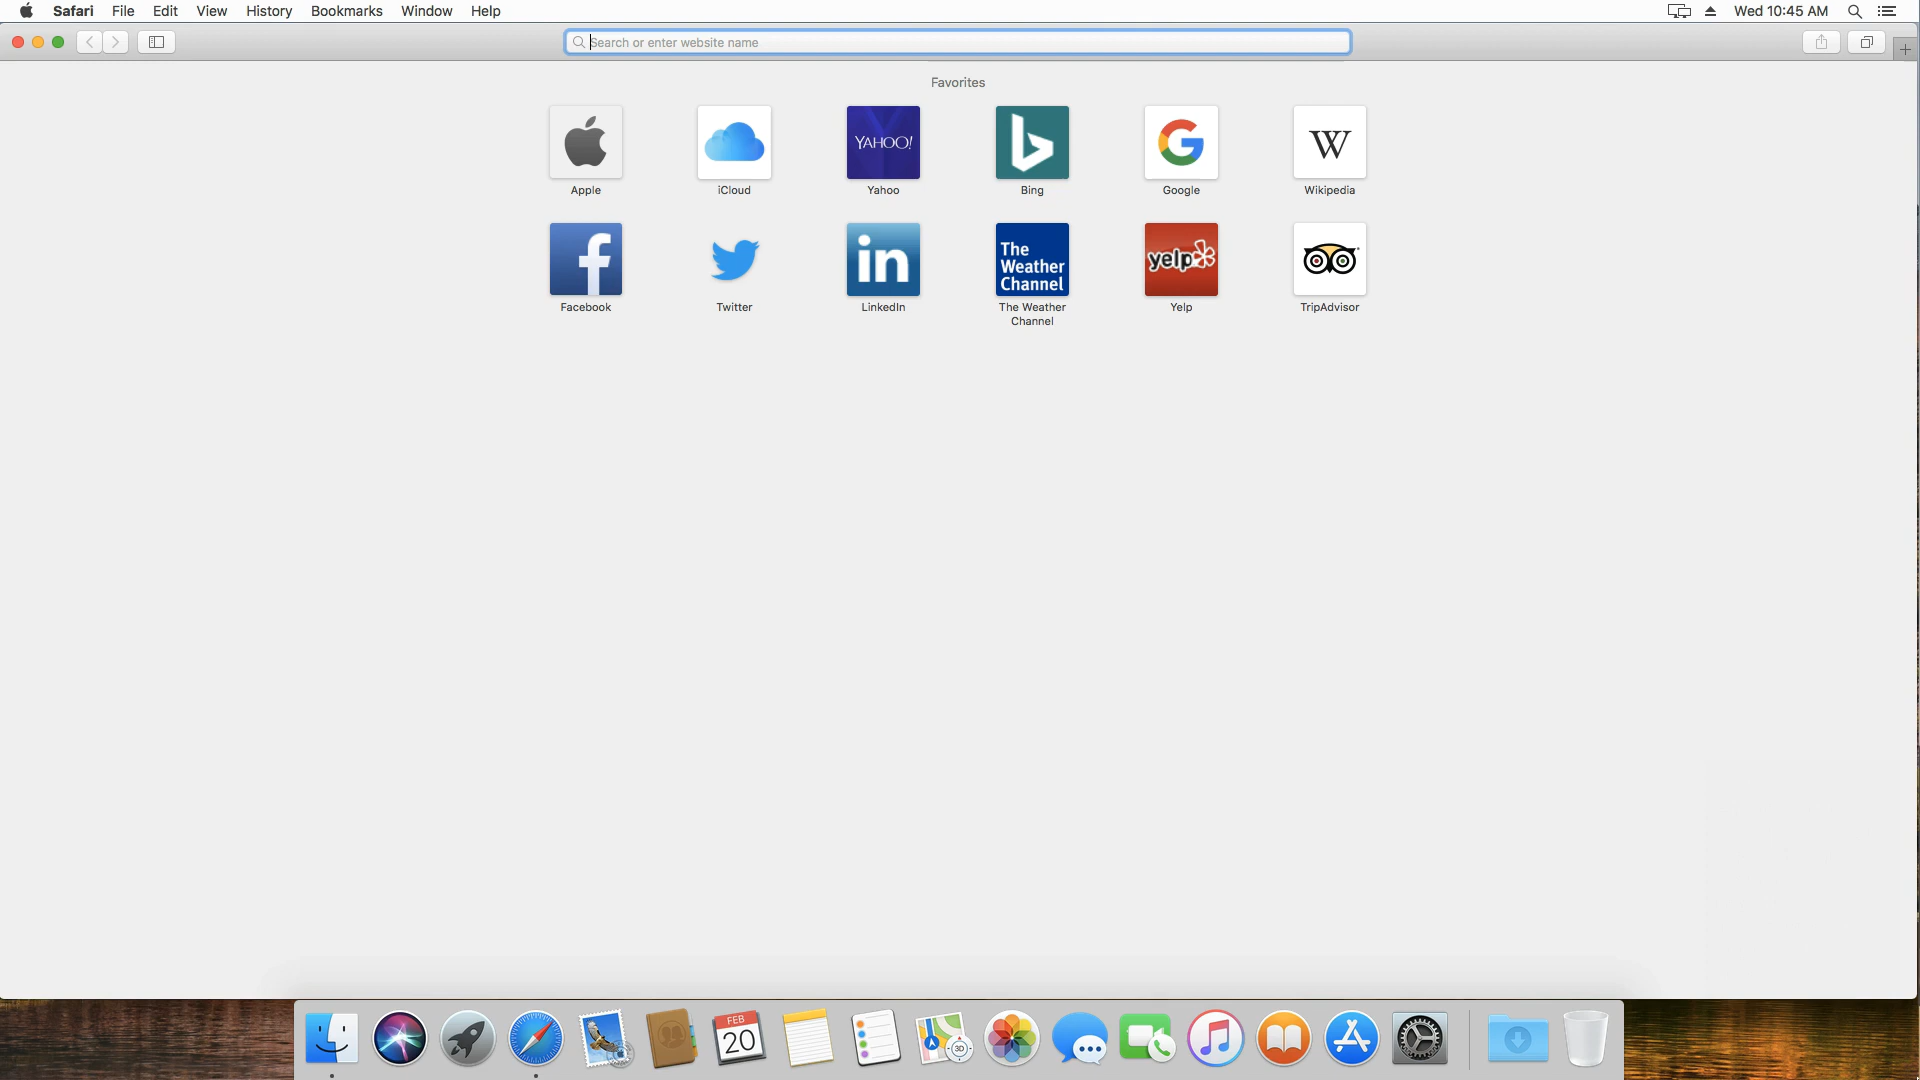 Safari File Edit View History Bookmarks Window Help Wed 10:45 AM
Search or enter website name
Favorites
YAHOO!
W
Apple iCloud Yahoo Bing Google Wikipedia
in
The
Weather
Channel
yelp
Facebook Twitter LinkedIn The Weather Channel Yelp TripAdvisor
FEB
20
3D